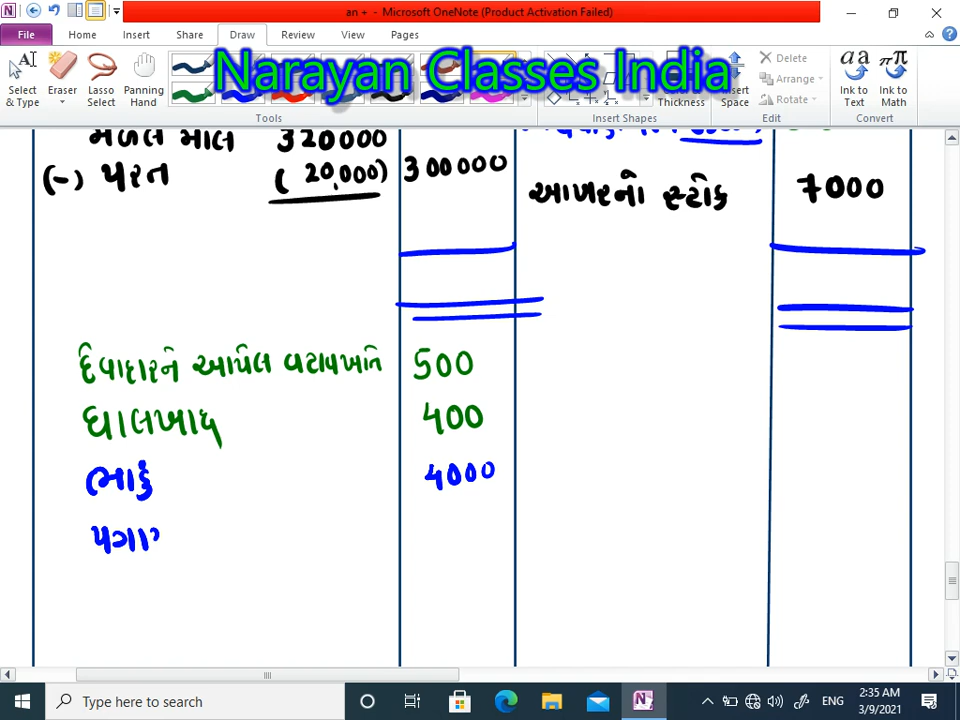 an + - Microsoft OneNote (Product Activation Failed)
File Home Insert Share Draw Review View Pages
Narayan Classes India
Select & Type Eraser Lasso Select Panning Hand Thickness Insert Space Delete Arrange Rotate Ink to Text Ink to Math
Tools Insert Shapes Edit Convert
મળેલ માલ 320000
(-) પરત (20,000) 300000 આખરનો સ્ટોક 7000
દેવાદારને આપેલ વટાવખાતે 500
ઘાલખાદ 400
ભાડું 4000
પગાર
Type here to search
ENG 2:35 AM
3/9/2021